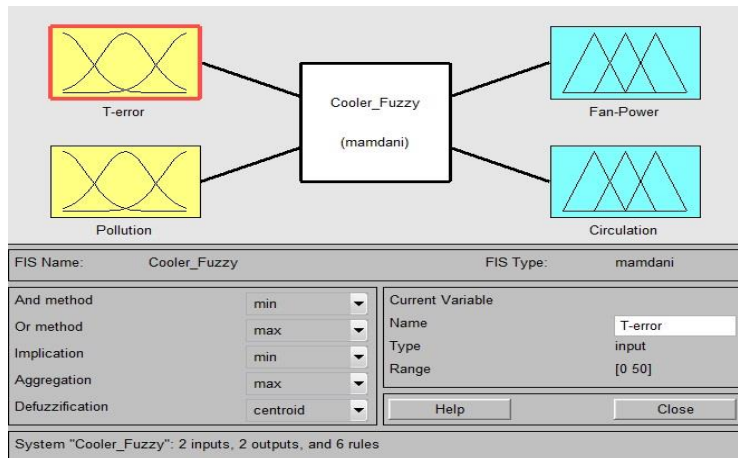 T-error
Pollution
Cooler_Fuzzy
(mamdani)
Fan-Power
Circulation
FIS Name: Cooler_Fuzzy FIS Type: mamdani
And method min
Or method max
Implication min
Aggregation max
Defuzzification centroid
Current Variable
Name T-error
Type input
Range [0 50]
Help Close
System "Cooler_Fuzzy": 2 inputs, 2 outputs, and 6 rules